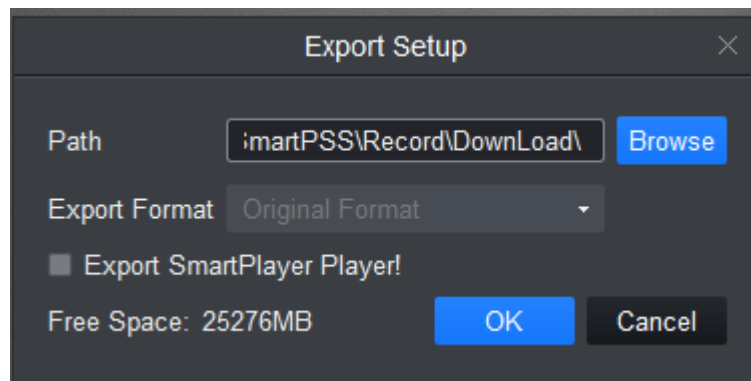 Export Setup
Path martPSS\Record\DownLoad\ Browse
Export Format Original Format
Export SmartPlayer Player!
Free Space: 25276MB OK Cancel